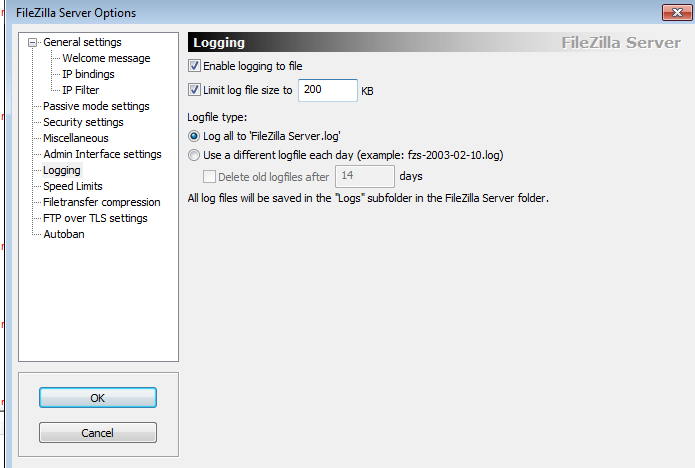 FileZilla Server Options
General settings
Welcome message
IP bindings
IP Filter
Passive mode settings
Security settings
Miscellaneous
Admin Interface settings
Logging
Speed Limits
Filetransfer compression
FTP over TLS settings
Autoban
OK
Cancel
Logging
FileZilla Server
Enable logging to file
Limit log file size to 200 KB
Logfile type:
Log all to 'FileZilla Server.log'
Use a different logfile each day (example: fzs-2003-02-10.log)
Delete old logfiles after 14 days
All log files will be saved in the "Logs" subfolder in the FileZilla Server folder.